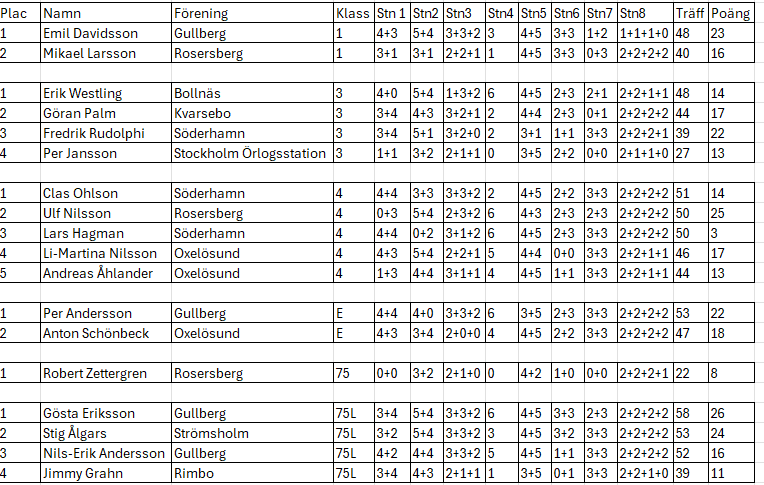 Plac Namn Förening Klass Stn 1 Stn2 Stn3 Stn4 Stn5 Stn6 Stn7 Stn8 Träff Poäng
1 Emil Davidsson Gullberg 1 4+3 5+4 3+3+2 3 4+5 3+3 1+2 1+1+1+0 48 23
2 Mikael Larsson Rosersberg 1 3+1 3+1 2+2+1 1 4+5 3+3 0+3 2+2+2+2 40 16
1 Erik Westling Bollnäs 3 4+0 5+4 1+3+2 6 4+5 2+3 2+1 2+2+1+1 48 14
2 Göran Palm Kvarsebo 3 3+4 4+3 3+2+1 2 4+4 2+3 0+1 2+2+2+2 44 17
3 Fredrik Rudolphi Söderhamn 3 3+4 5+1 3+2+0 2 3+1 1+1 3+3 2+2+2+1 39 22
4 Per Jansson Stockholm Örlogsstation 3 1+1 3+2 2+1+1 0 3+5 2+2 0+0 2+1+1+0 27 13
1 Clas Ohlson Söderhamn 4 4+4 3+3 3+3+2 2 4+5 2+2 3+3 2+2+2+2 51 14
2 Ulf Nilsson Rosersberg 4 0+3 5+4 2+3+2 6 4+3 2+3 2+3 2+2+2+2 50 25
3 Lars Hagman Söderhamn 4 4+4 0+2 3+1+2 6 4+5 2+3 3+3 2+2+2+2 50 3
4 Li-Martina Nilsson Oxelösund 4 4+3 5+4 2+2+1 5 4+4 0+0 3+3 2+2+1+1 46 17
5 Andreas Åhlander Oxelösund 4 1+3 4+4 3+1+1 4 4+5 1+1 3+3 2+2+2+1 44 13
1 Per Andersson Gullberg E 4+4 4+0 3+3+2 6 3+5 2+3 3+3 2+2+2+2 53 22
2 Anton Schönbeck Oxelösund E 4+3 3+4 2+0+0 4 4+5 2+2 3+3 2+2+2+2 47 18
1 Robert Zettergren Rosersberg 75 0+0 3+2 2+1+0 0 4+2 1+0 0+0 2+2+2+1 22 8
1 Gösta Eriksson Gullberg 75L 3+4 5+4 3+3+2 6 4+5 3+3 2+3 2+2+2+2 58 26
2 Stig Ålgars Strömsholm 75L 3+2 5+4 3+3+2 3 4+5 3+2 3+3 2+2+2+2 53 24
3 Nils-Erik Andersson Gullberg 75L 4+2 4+4 3+3+2 5 4+5 1+1 3+3 2+2+2+2 52 16
4 Jimmy Grahn Rimbo 75L 3+4 4+3 2+1+1 1 3+5 0+1 3+3 2+2+1+0 39 11